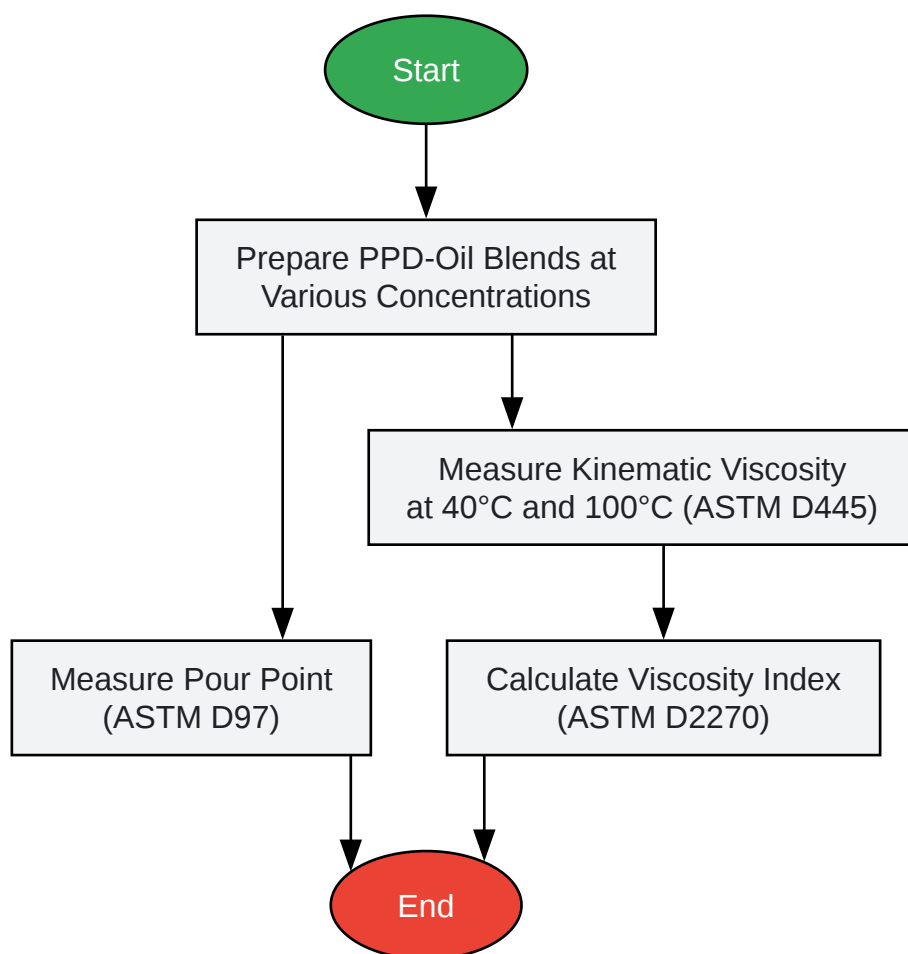 Start
Prepare PPD-Oil Blends at
Various Concentrations
Measure Kinematic Viscosity
at 40°C and 100°C (ASTM D445)
Measure Pour Point
(ASTM D97)
Calculate Viscosity Index
(ASTM D2270)
End